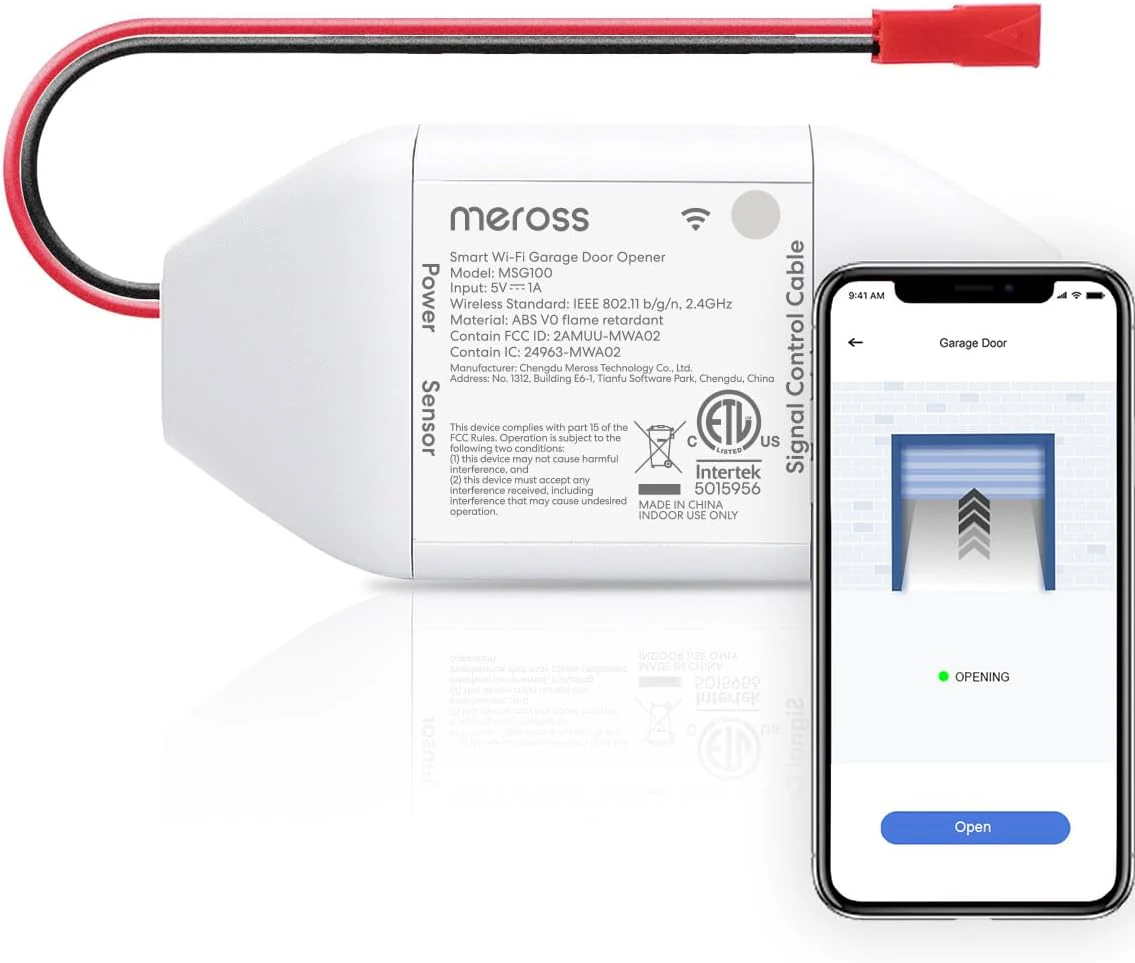 meross
Smart Wi-Fi Garage Door Opener
Model: MSG100
Input: 5V⎓1A
Wireless Standard: IEEE 802.11 b/g/n, 2.4GHz
Material: ABS V0 flame retardant
Contain FCC ID: 2AMUU-MWA02
Contain IC: 24963-MWA02
Manufacturer: Chengdu Meross Technology Co., Ltd.
Address: No. 1312, Building E6-1, Tianfu Software Park, Chengdu, China
Power
Sensor
Signal Control Cable
This device complies with part 15 of the
FCC Rules. Operation is subject to the
following two conditions:
(1) this device may not cause harmful
interference, and
(2) this device must accept any
interference received, including
interference that may cause undesired
operation.
C ETL US
LISTED
Intertek
5015956
MADE IN CHINA
INDOOR USE ONLY
9:41 AM
Garage Door
OPENING
Open